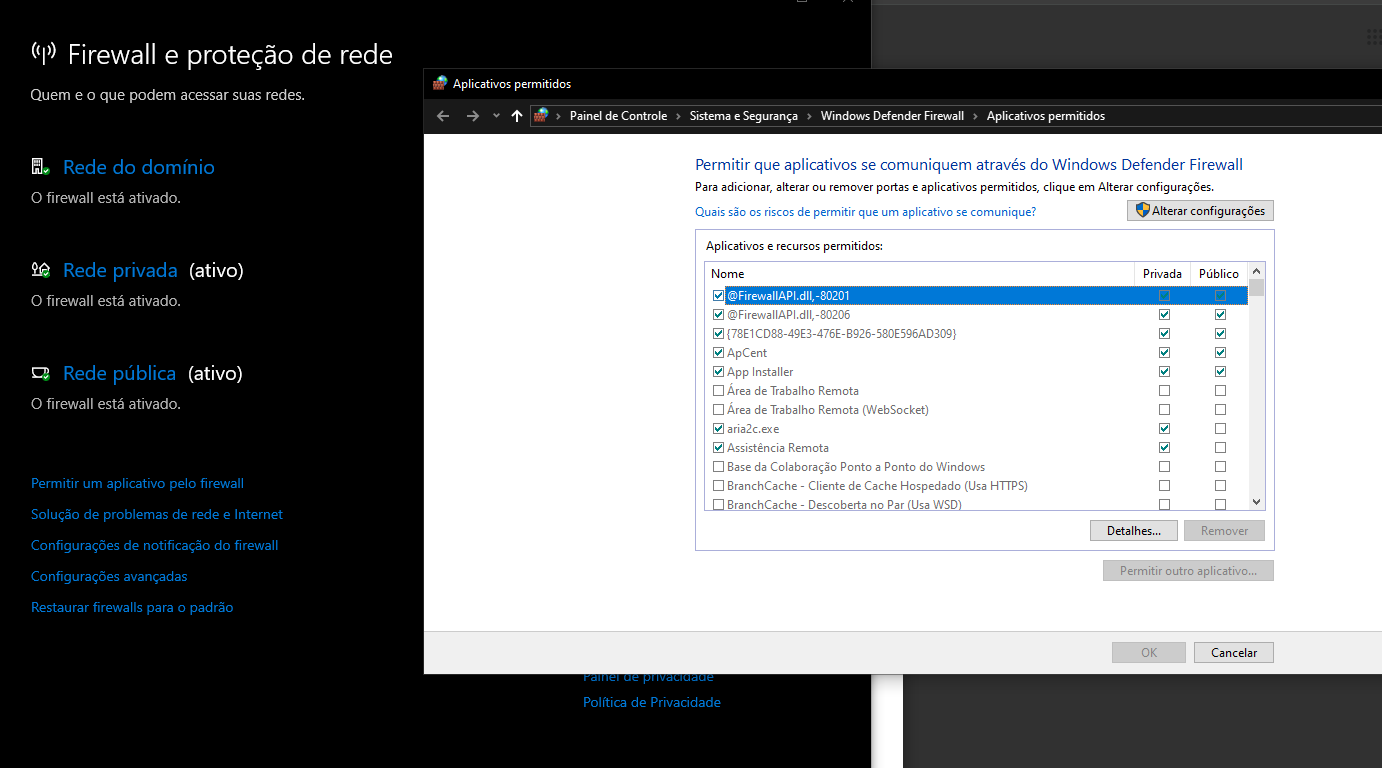 Firewall e proteção de rede
Quem e o que podem acessar suas redes.
Rede do domínio
O firewall está ativado.
Rede privada (ativo)
O firewall está ativado.
Rede pública (ativo)
O firewall está ativado.
Permitir um aplicativo pelo firewall
Solução de problemas de rede e Internet
Configurações de notificação do firewall
Configurações avançadas
Restaurar firewalls para o padrão
Painel de privacidade
Política de Privacidade
Aplicativos permitidos
Painel de Controle > Sistema e Segurança > Windows Defender Firewall > Aplicativos permitidos
Permitir que aplicativos se comuniquem através do Windows Defender Firewall
Para adicionar, alterar ou remover portas e aplicativos permitidos, clique em Alterar configurações.
Quais são os riscos de permitir que um aplicativo se comunique?
Alterar configurações
Aplicativos e recursos permitidos:
Nome Privada Público
@FirewallAPI.dll,-80201
@FirewallAPI.dll,-80206
{78E1CD88-49E3-476E-B926-580E596AD309}
ApCent
App Installer
Área de Trabalho Remota
Área de Trabalho Remota (WebSocket)
aria2c.exe
Assistência Remota
Base da Colaboração Ponto a Ponto do Windows
BranchCache - Cliente de Cache Hospedado (Usa HTTPS)
BranchCache - Descoberta no Par (Usa WSD)
Detalhes... Remover
Permitir outro aplicativo...
OK Cancelar